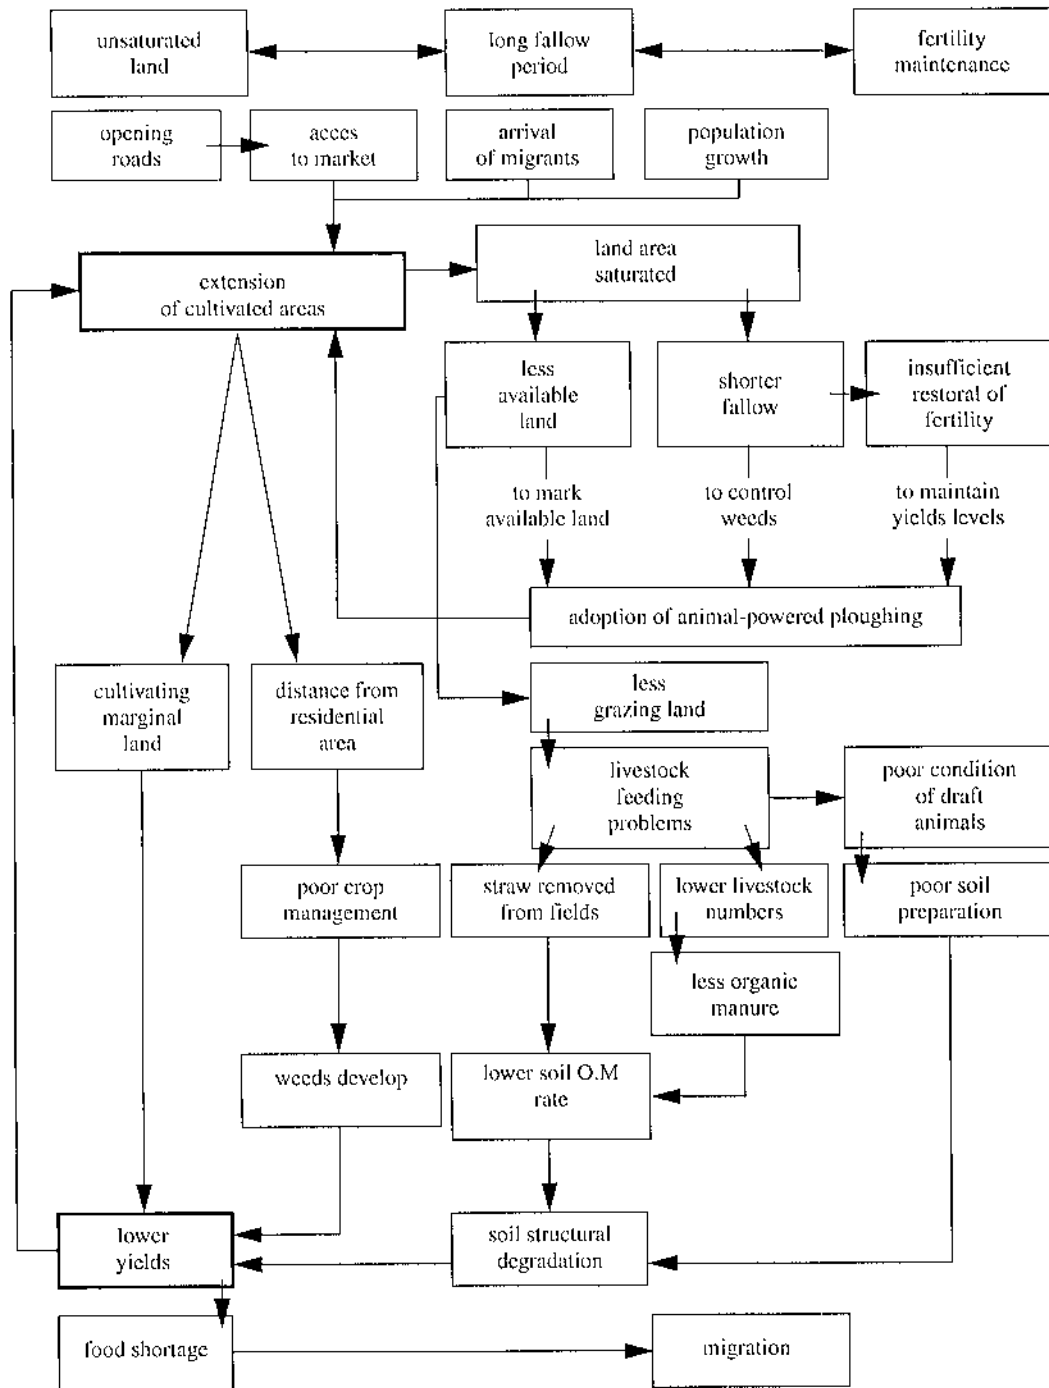 unsaturated
land
long fallow
period
fertility
maintenance
opening
roads
acces
to market
arrival
of migrants
population
growth
land area
saturated
extension
of cultivated areas
less
available
land
shorter
fallow
insufficient
restoral of
fertility
to mark
available land
to control
weeds
to maintain
yields levels
adoption of animal-powered ploughing
cultivating
marginal
land
distance from
residential
area
less
grazing land
livestock
feeding
problems
poor condition
of draft
animals
poor crop
management
straw removed
from fields
lower livestock
numbers
poor soil
preparation
less organic
manure
weeds develop
lower soil O.M
rate
lower
yields
soil structural
degradation
food shortage
migration